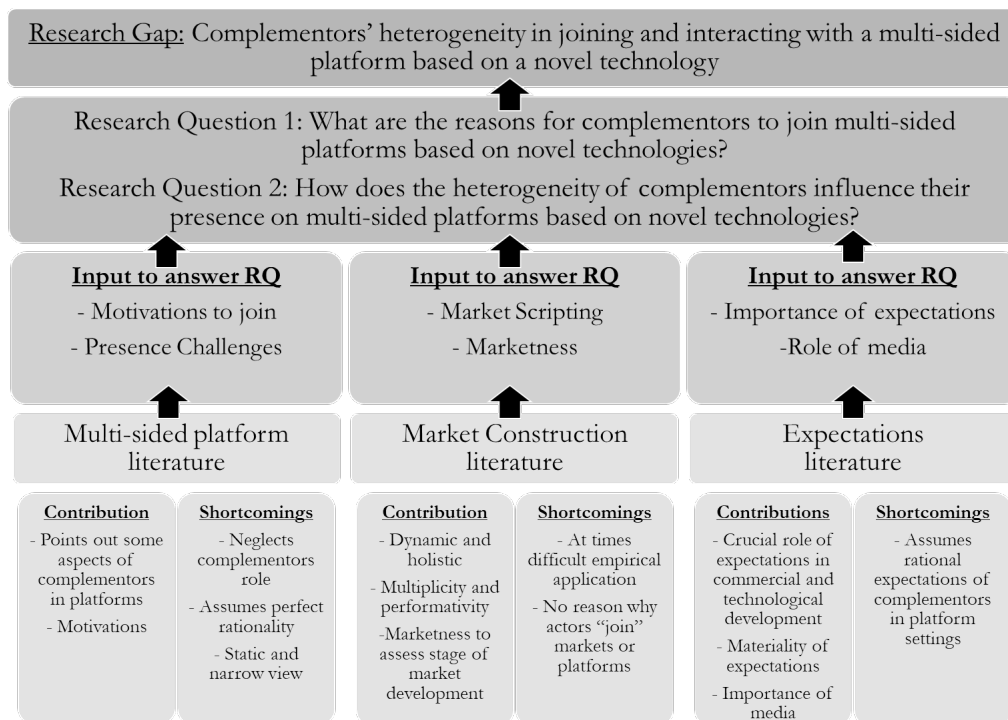 Research Gap: Complementors’ heterogeneity in joining and interacting with a multi-sided
platform based on a novel technology
Research Question 1: What are the reasons for complementors to join multi-sided
platforms based on novel technologies?
Research Question 2: How does the heterogeneity of complementors influence their
presence on multi-sided platforms based on novel technologies?
Input to answer RQ
- Motivations to join
- Presence Challenges
Input to answer RQ
- Market Scripting
- Marketness
Input to answer RQ
- Importance of expectations
-Role of media
Multi-sided platform
literature
Market Construction
literature
Expectations
literature
Contribution
- Points out some
aspects of
complementors
in platforms
- Motivations
Shortcomings
- Neglects
complementors
role
- Assumes perfect
rationality
- Static and
narrow view
Contribution
- Dynamic and
holistic
- Multiplicity and
performativity
-Marketness to
assess stage of
market
development
Shortcomings
- At times
difficult empirical
application
- No reason why
actors “join”
markets or
platforms
Contributions
- Crucial role of
expectations in
commercial and
technological
development
- Materiality of
expectations
- Importance of
media
Shortcomings
- Assumes
rational
expectations of
complementors
in platform
settings